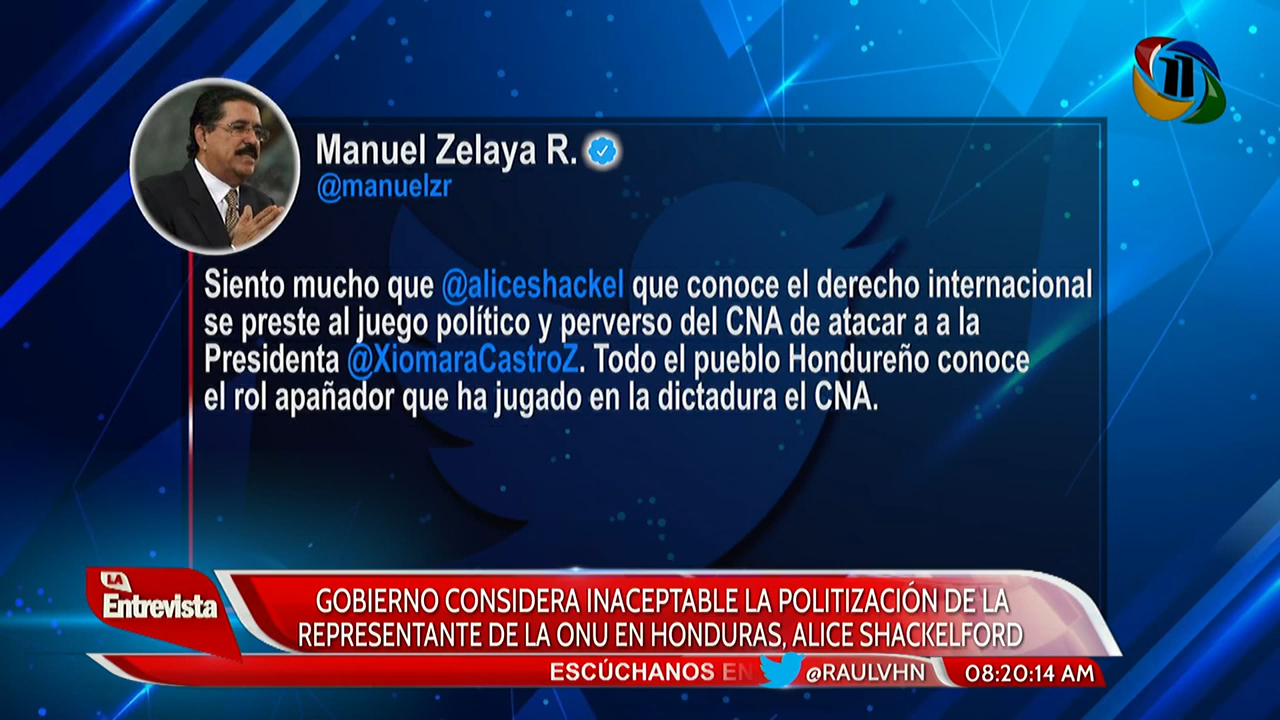 11
Manuel Zelaya R.
@manuelzr
Siento mucho que @aliceshackel que conoce el derecho internacional
se preste al juego político y perverso del CNA de atacar a a la
Presidenta @XiomaraCastroZ. Todo el pueblo Hondureño conoce
el rol apañador que ha jugado en la dictadura el CNA.
LA
Entrevista
GOBIERNO CONSIDERA INACEPTABLE LA POLITIZACIÓN DE LA
REPRESENTANTE DE LA ONU EN HONDURAS, ALICE SHACKELFORD
ESCÚCHANOS EN @RAULVHN 08:20:14 AM